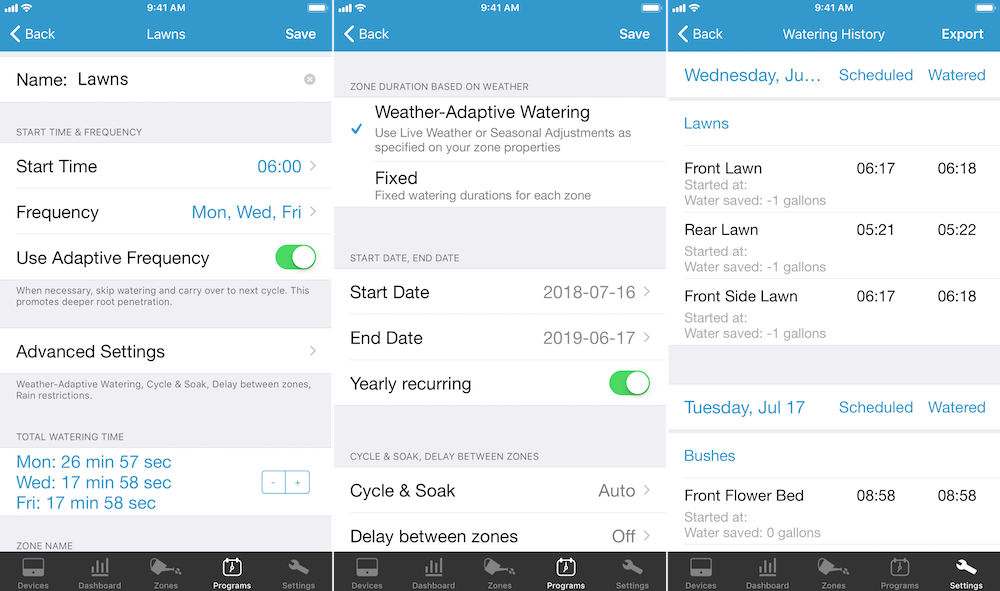 9:41 AM
Back Lawns Save
Name: Lawns
START TIME & FREQUENCY
Start Time 06:00
Frequency Mon, Wed, Fri
Use Adaptive Frequency
When necessary, skip watering and carry over to next cycle. This
promotes deeper root penetration.
Advanced Settings
Weather-Adaptive Watering, Cycle & Soak, Delay between zones,
Rain restrictions.
TOTAL WATERING TIME
Mon: 26 min 57 sec
Wed: 17 min 58 sec
Fri: 17 min 58 sec
- +
ZONE NAME
Devices Dashboard Zones Programs Settings
9:41 AM
Back Save
ZONE DURATION BASED ON WEATHER
Weather-Adaptive Watering
Use Live Weather or Seasonal Adjustments as
specified on your zone properties
Fixed
Fixed watering durations for each zone
START DATE, END DATE
Start Date 2018-07-16
End Date 2019-06-17
Yearly recurring
CYCLE & SOAK, DELAY BETWEEN ZONES
Cycle & Soak Auto
Delay between zones Off
Devices Dashboard Zones Programs Settings
9:41 AM
Back Watering History Export
Wednesday, Ju... Scheduled Watered
Lawns
Front Lawn 06:17 06:18
Started at:
Water saved: -1 gallons
Rear Lawn 05:21 05:22
Started at:
Water saved: -1 gallons
Front Side Lawn 06:17 06:18
Started at:
Water saved: -1 gallons
Tuesday, Jul 17 Scheduled Watered
Bushes
Front Flower Bed 08:58 08:58
Started at:
Water saved: 0 gallons
Devices Dashboard Zones Programs Settings